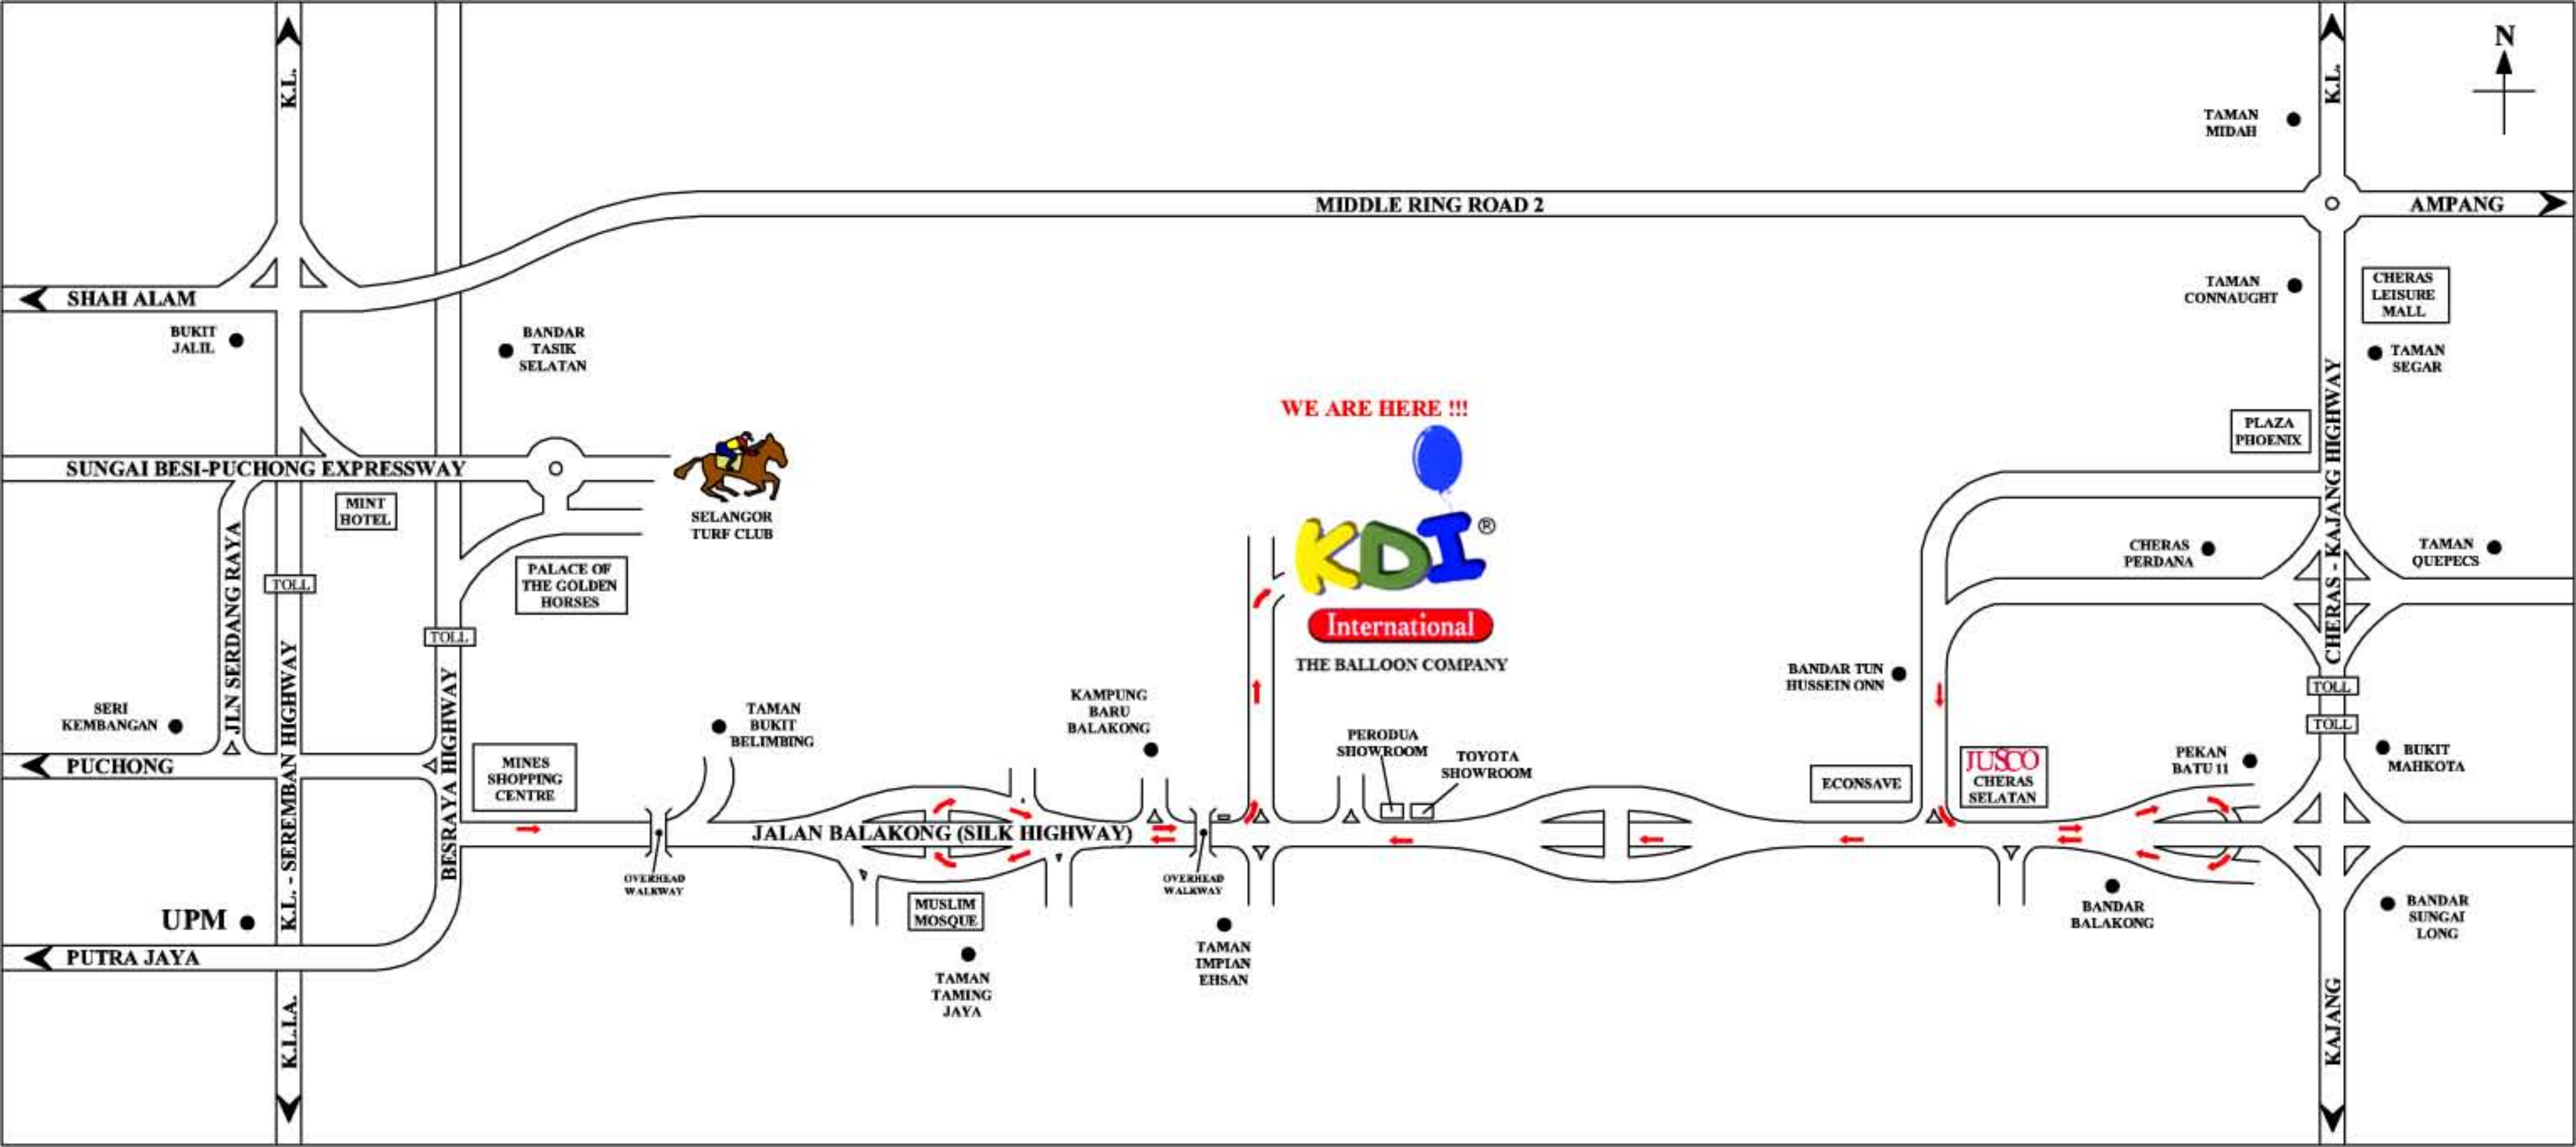 K.L.
K.L.
N
TAMAN
MIDAH
MIDDLE RING ROAD 2
AMPANG
SHAH ALAM
BUKIT
JALIL
BANDAR
TASIK
SELATAN
TAMAN
CONNAUGHT
CHERAS
LEISURE
MALL
TAMAN
SEGAR
WE ARE HERE !!!
PLAZA
PHOENIX
SUNGAI BESI-PUCHONG EXPRESSWAY
MINT
HOTEL
SELANGOR
TURF CLUB
KDI ®
International
THE BALLOON COMPANY
CHERAS - KAJANG HIGHWAY
CHERAS
PERDANA
TAMAN
QUEPECS
JLN SERDANG RAYA
TOLL
PALACE OF
THE GOLDEN
HORSES
TOLL
BANDAR TUN
HUSSEIN ONN
TOLL
TOLL
SERI
KEMBANGAN
K.L. - SEREMBAN HIGHWAY
BESRAYA HIGHWAY
TAMAN
BUKIT
BELIMBING
KAMPUNG
BARU
BALAKONG
PERODUA
SHOWROOM
TOYOTA
SHOWROOM
PUCHONG
MINES
SHOPPING
CENTRE
ECONSAVE
JUSCO
CHERAS
SELATAN
PEKAN
BATU 11
BUKIT
MAHKOTA
JALAN BALAKONG (SILK HIGHWAY)
OVERHEAD
WALKWAY
OVERHEAD
WALKWAY
MUSLIM
MOSQUE
UPM
BANDAR
BALAKONG
BANDAR
SUNGAI
LONG
PUTRA JAYA
TAMAN
TAMING
JAYA
TAMAN
IMPIAN
EHSAN
K.L.I.A.
KAJANG